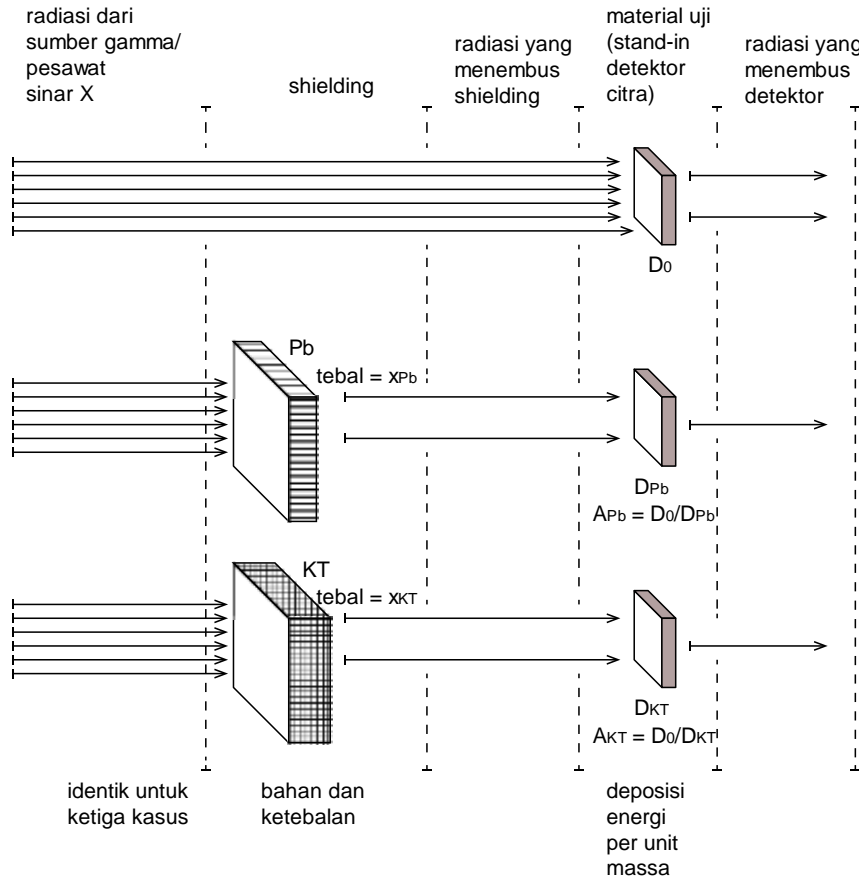 radiasi dari
sumber gamma/
pesawat
sinar X
shielding
radiasi yang
menembus
shielding
material uji
(stand-in
detektor
citra)
radiasi yang
menembus
detektor
D0
Pb
tebal = xPb
DPb
APb = D0/DPb
KT
tebal = xKT
DKT
AKT = D0/DKT
identik untuk
ketiga kasus
bahan dan
ketebalan
deposisi
energi
per unit
massa